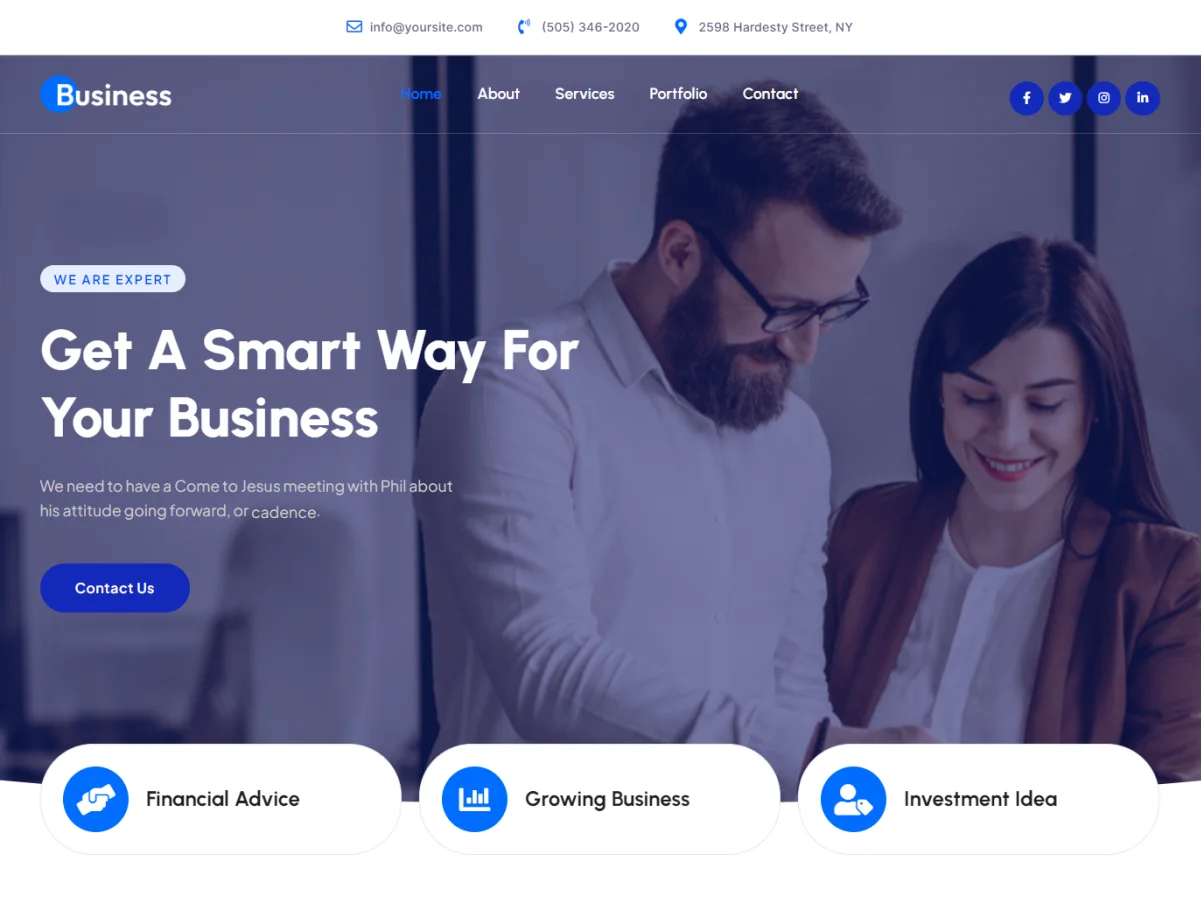 info@yoursite.com
(505) 346-2020
2598 Hardesty Street, NY
Business
Home
About
Services
Portfolio
Contact
WE ARE EXPERT
Get A Smart Way For
Your Business
We need to have a Come to Jesus meeting with Phil about
his attitude going forward, or cadence.
Contact Us
Financial Advice
Growing Business
Investment Idea